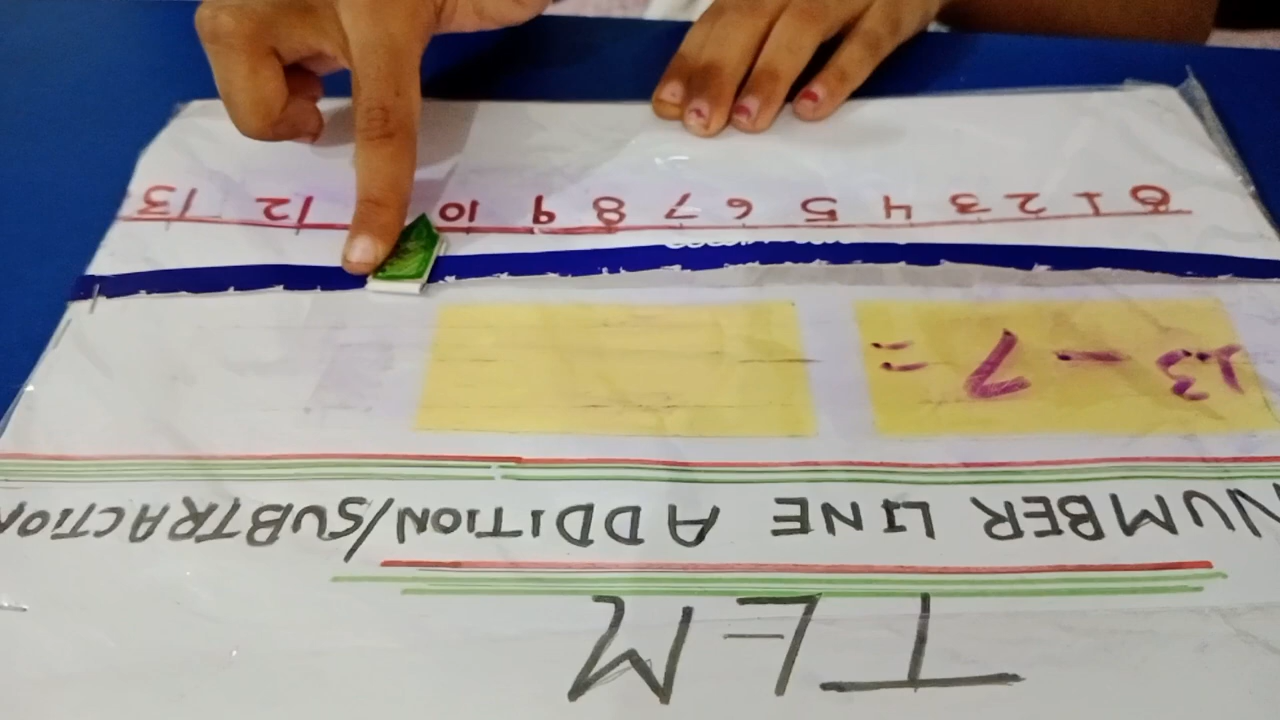 TLM
NUMBER LINE ADDITION/SUBTRACTION
13 - 7 =
0 1 2 3 4 5 6 7 8 9 10 12 13